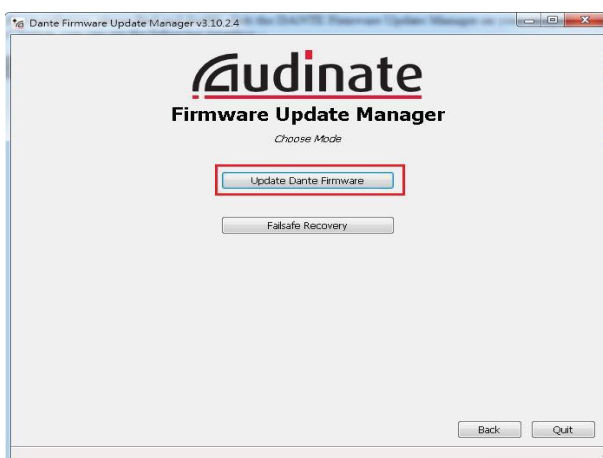 Dante Firmware Update Manager v3.10.2.4
Audinate
Firmware Update Manager
Choose Mode
Update Dante Firmware
Failsafe Recovery
Back Quit